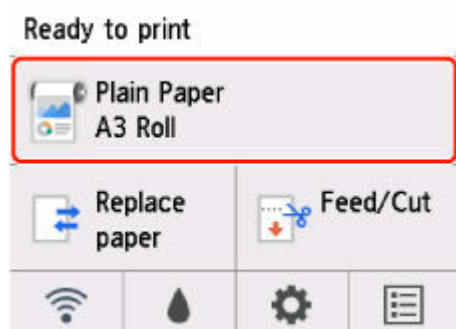 Ready to print
Plain Paper
A3 Roll
Replace
paper
Feed/Cut